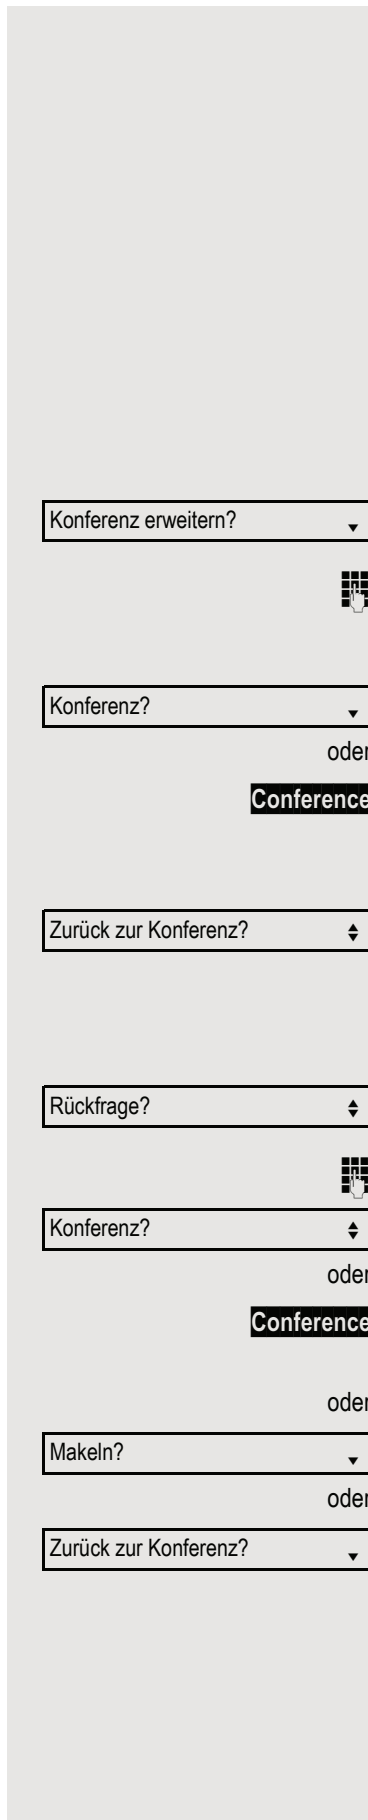 Konferenz erweitern?
Konferenz?
oder
Conference
Zurück zur Konferenz?
Rückfrage?
Konferenz?
oder
Conference
oder
Makeln?
oder
Zurück zur Konferenz?